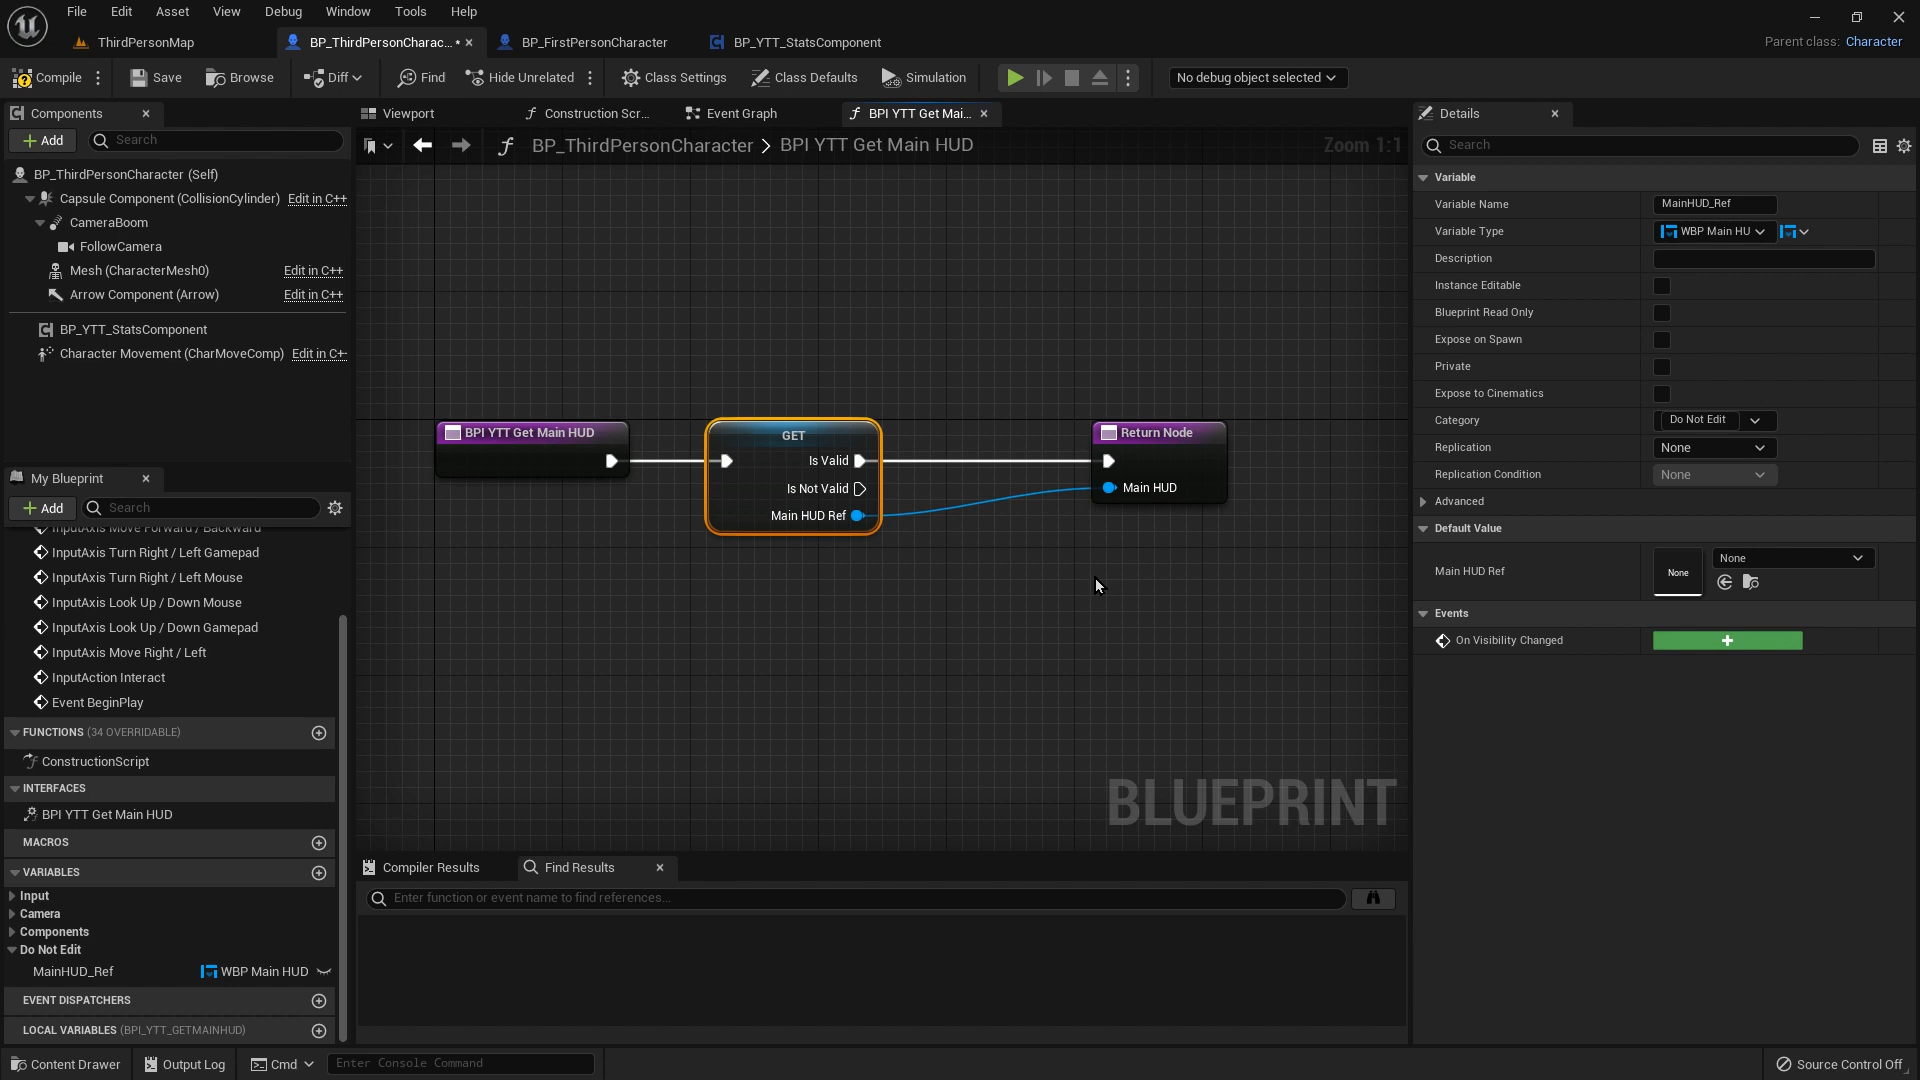 File Edit Asset View Debug Window Tools Help
ThirdPersonMap
BP_ThirdPersonCharac... *
BP_FirstPersonCharacter
BP_YTT_StatsComponent
Parent class: Character
Compile
Save
Browse
Diff
Find
Hide Unrelated
Class Settings
Class Defaults
Simulation
No debug object selected
Components
Add
Search
BP_ThirdPersonCharacter (Self)
Capsule Component (CollisionCylinder) Edit in C++
CameraBoom
FollowCamera
Mesh (CharacterMesh0) Edit in C++
Arrow Component (Arrow) Edit in C++
BP_YTT_StatsComponent
Character Movement (CharMoveComp) Edit in C+
My Blueprint
Add
Search
InputAxis Move Forward / Backward
InputAxis Turn Right / Left Gamepad
InputAxis Turn Right / Left Mouse
InputAxis Look Up / Down Mouse
InputAxis Look Up / Down Gamepad
InputAxis Move Right / Left
InputAction Interact
Event BeginPlay
FUNCTIONS (34 OVERRIDABLE)
ConstructionScript
INTERFACES
BPI YTT Get Main HUD
MACROS
VARIABLES
Input
Camera
Components
Do Not Edit
MainHUD_Ref WBP Main HUD
EVENT DISPATCHERS
LOCAL VARIABLES (BPI_YTT_GETMAINHUD)
Viewport
Construction Scr...
Event Graph
BPI YTT Get Mai...
BP_ThirdPersonCharacter > BPI YTT Get Main HUD
Zoom 1:1
BPI YTT Get Main HUD
GET
Is Valid
Is Not Valid
Main HUD Ref
Return Node
Main HUD
BLUEPRINT
Compiler Results
Find Results
Enter function or event name to find references...
Details
Search
Variable
Variable Name MainHUD_Ref
Variable Type WBP Main HU
Description
Instance Editable
Blueprint Read Only
Expose on Spawn
Private
Expose to Cinematics
Category Do Not Edit
Replication None
Replication Condition None
Advanced
Default Value
Main HUD Ref None None
Events
On Visibility Changed
Content Drawer
Output Log
Cmd
Enter Console Command
Source Control Off